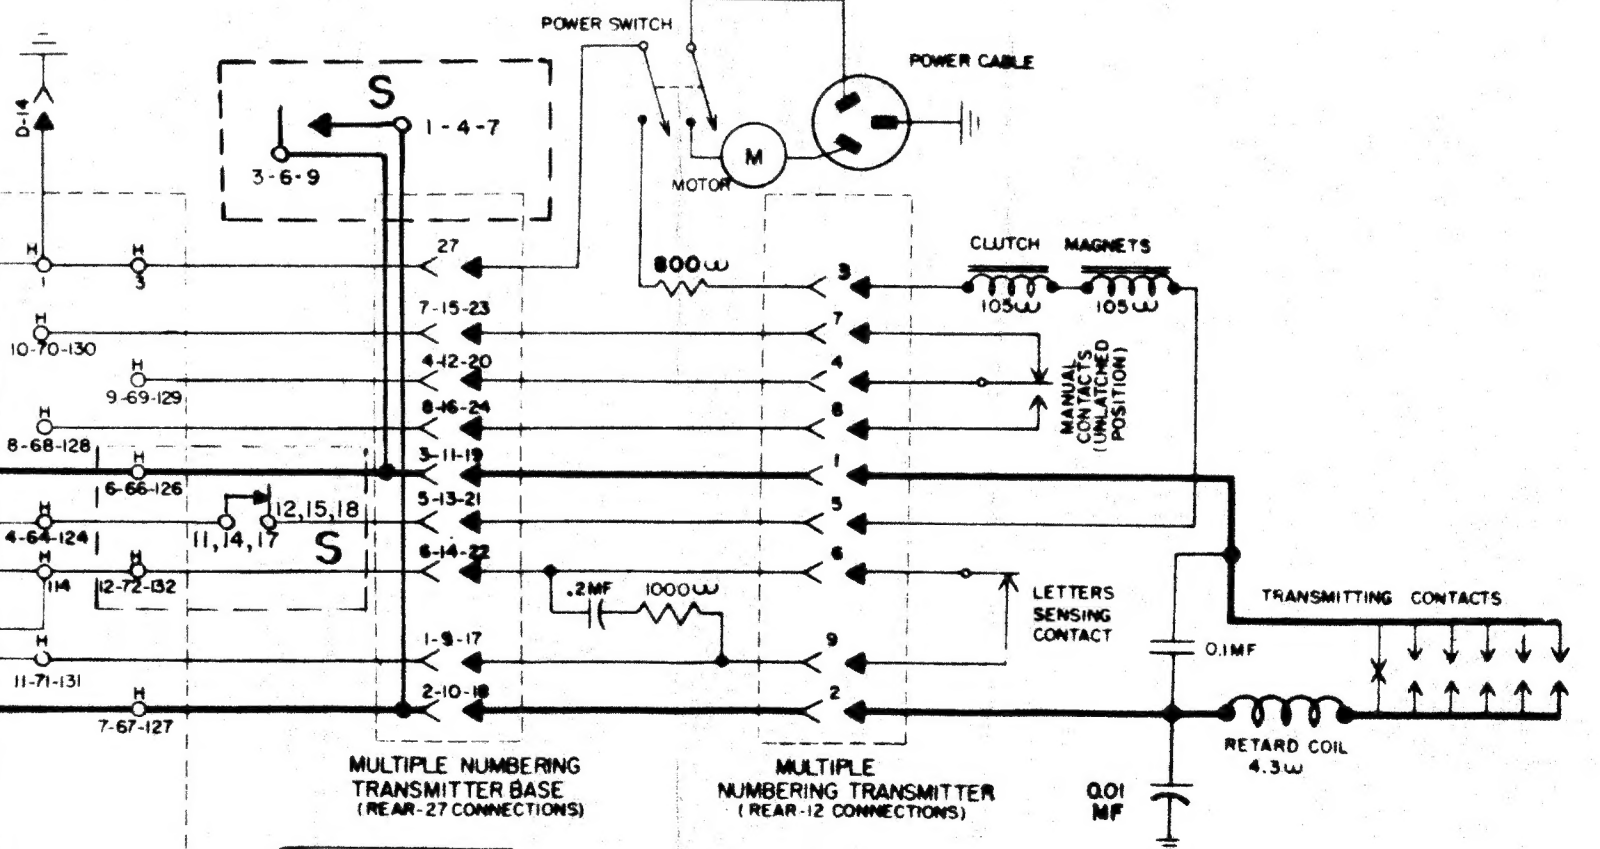 POWER SWITCH
POWER CABLE
D-14
S
1-4-7
3-6-9
M
MOTOR
H
H
3
27
800ω
3
CLUTCH MAGNETS
105ω
105ω
H
10-70-130
7-15-23
7
H
9-69-129
4-12-20
4
MANUAL
CONTACTS
(UNLATCHED
POSITION)
H
8-68-128
8-16-24
8
H
6-66-126
3-11-19
1
H
4-64-124
11,14,17
12,15,18
S
5-13-21
5
H
114
H
12-72-132
6-14-22
6
.2MF
1000ω
LETTERS
SENSING
CONTACT
TRANSMITTING CONTACTS
0.1MF
H
11-71-131
1-9-17
9
H
7-67-127
2-10-18
2
RETARD COIL
4.3ω
0.01
MF
MULTIPLE NUMBERING
TRANSMITTER BASE
(REAR-27 CONNECTIONS)
MULTIPLE
NUMBERING TRANSMITTER
(REAR-12 CONNECTIONS)